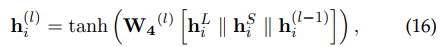 h_i^{(l)} = tanh ( W_4^{(l)} [ h_i^L ∥ h_i^S ∥ h_i^{(l−1)} ] ) , (16)